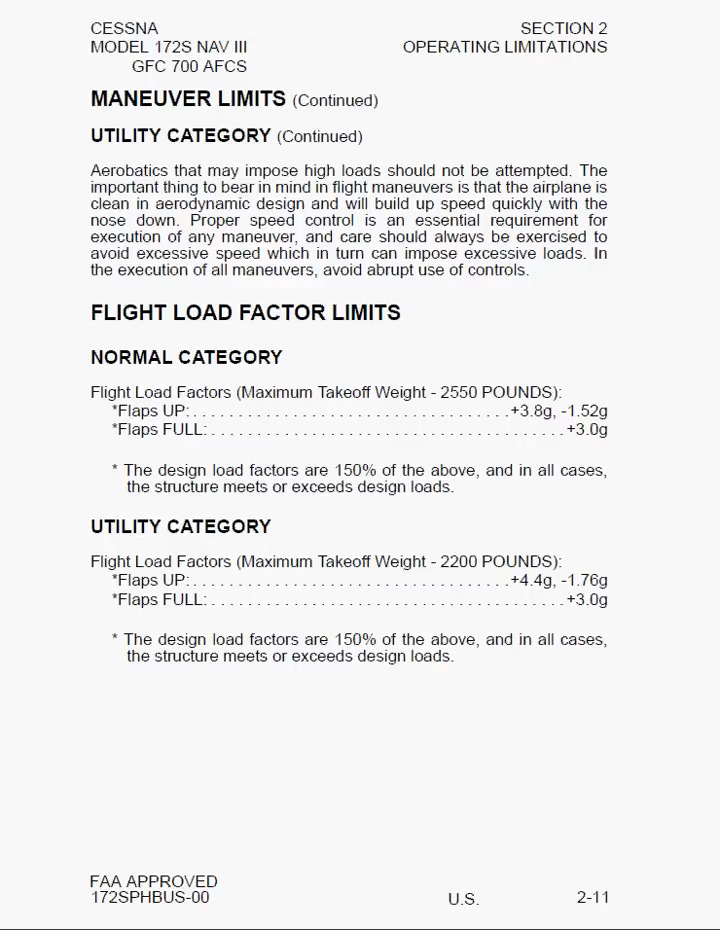 CESSNA
MODEL 172S NAV III
GFC 700 AFCS
SECTION 2
OPERATING LIMITATIONS
MANEUVER LIMITS (Continued)
UTILITY CATEGORY (Continued)
Aerobatics that may impose high loads should not be attempted. The
important thing to bear in mind in flight maneuvers is that the airplane is
clean in aerodynamic design and will build up speed quickly with the
nose down. Proper speed control is an essential requirement for
execution of any maneuver, and care should always be exercised to
avoid excessive speed which in turn can impose excessive loads. In
the execution of all maneuvers, avoid abrupt use of controls.
FLIGHT LOAD FACTOR LIMITS
NORMAL CATEGORY
Flight Load Factors (Maximum Takeoff Weight - 2550 POUNDS):
*Flaps UP: . . . . . . . . . . . . . . . . . . . . . . . . . . . . . . . . . . . +3.8g, -1.52g
*Flaps FULL: . . . . . . . . . . . . . . . . . . . . . . . . . . . . . . . . . . . . . . . +3.0g
* The design load factors are 150% of the above, and in all cases,
the structure meets or exceeds design loads.
UTILITY CATEGORY
Flight Load Factors (Maximum Takeoff Weight - 2200 POUNDS):
*Flaps UP: . . . . . . . . . . . . . . . . . . . . . . . . . . . . . . . . . . . +4.4g, -1.76g
*Flaps FULL: . . . . . . . . . . . . . . . . . . . . . . . . . . . . . . . . . . . . . . . +3.0g
* The design load factors are 150% of the above, and in all cases,
the structure meets or exceeds design loads.
FAA APPROVED
172SPHBUS-00
U.S.
2-11